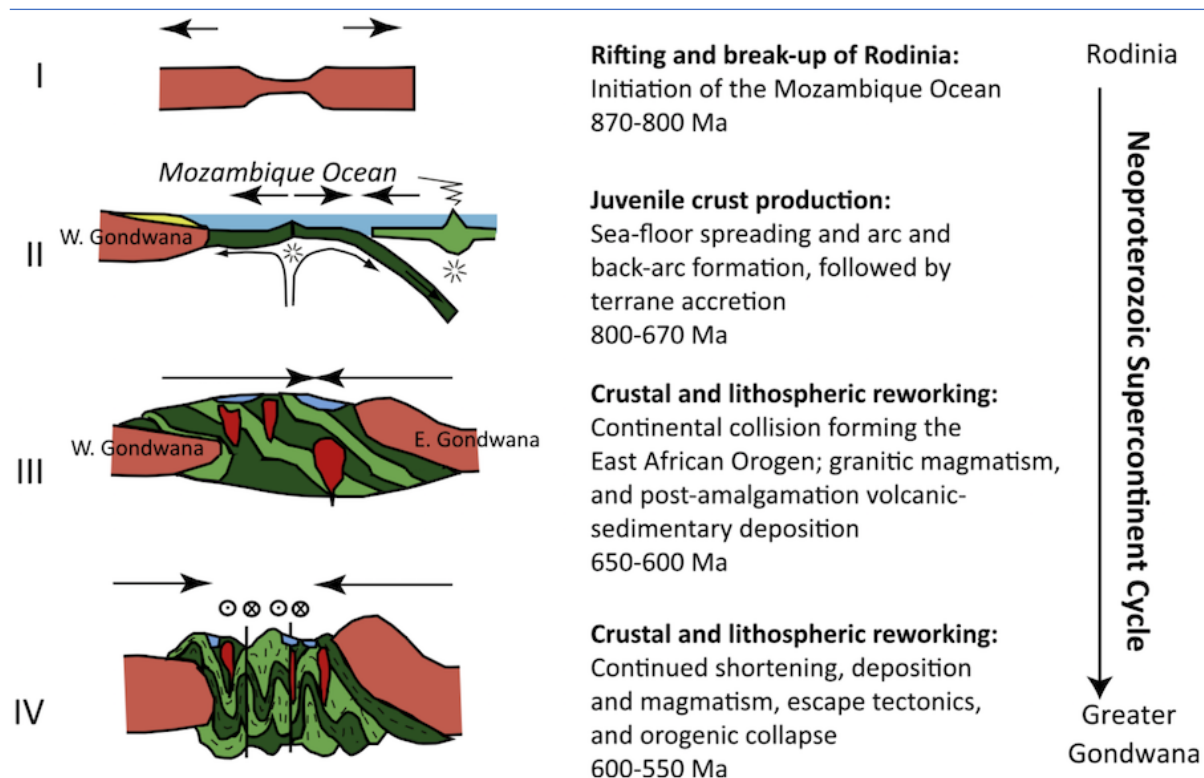 I
Rifting and break-up of Rodinia:
Initiation of the Mozambique Ocean
870-800 Ma
Mozambique Ocean
W. Gondwana
II
Juvenile crust production:
Sea-floor spreading and arc and
back-arc formation, followed by
terrane accretion
800-670 Ma
W. Gondwana
E. Gondwana
III
Crustal and lithospheric reworking:
Continental collision forming the
East African Orogen; granitic magmatism,
and post-amalgamation volcanic-
sedimentary deposition
650-600 Ma
IV
Crustal and lithospheric reworking:
Continued shortening, deposition
and magmatism, escape tectonics,
and orogenic collapse
600-550 Ma
Rodinia
Neoproterozoic Supercontinent Cycle
Greater
Gondwana